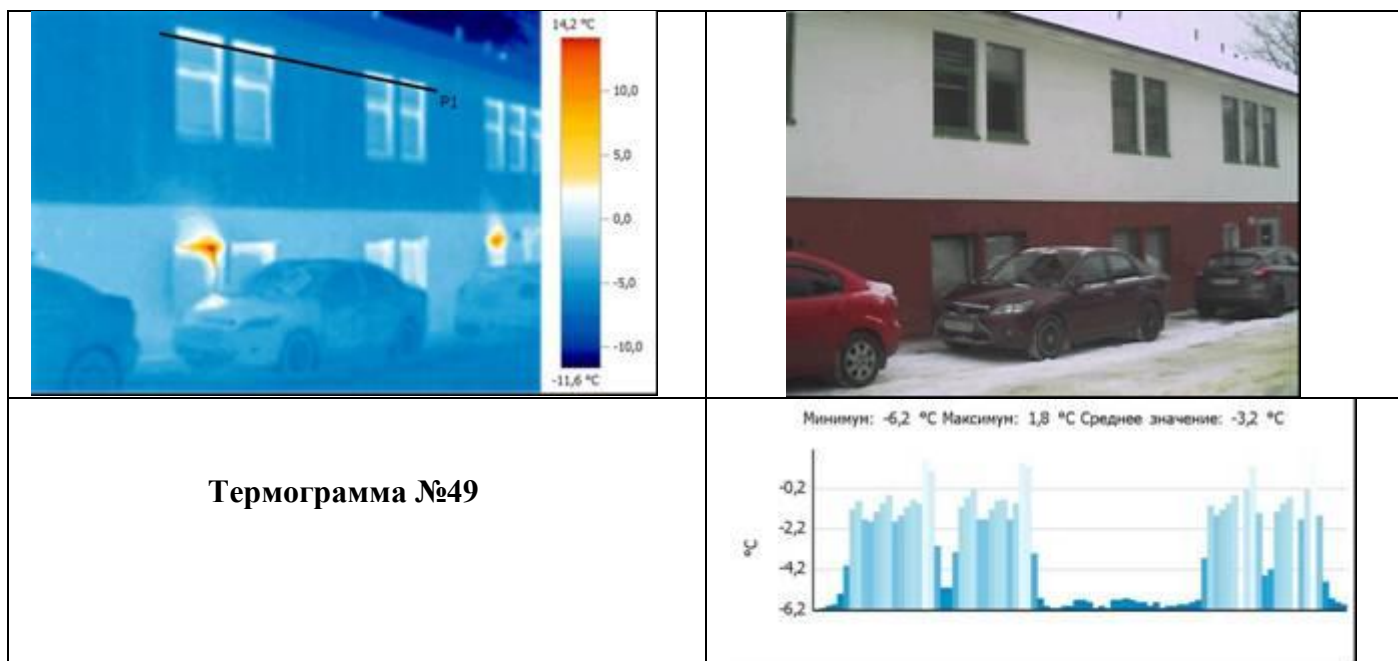 14,2 °C
10,0
5,0
0,0
-5,0
-10,0
-11,6 °C
P1
Термограмма №49
Минимум: -6,2 °C Максимум: 1,8 °C Среднее значение: -3,2 °C
°C
-0,2
-2,2
-4,2
-6,2